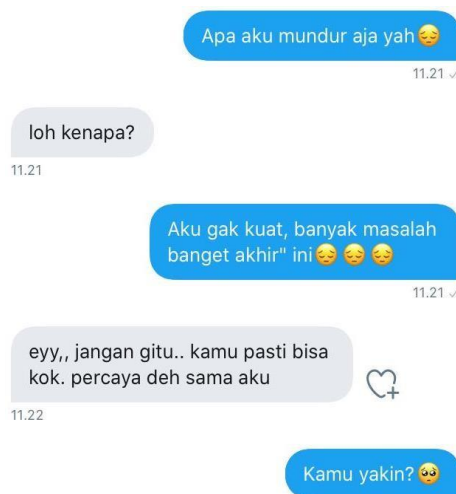 Apa aku mundur aja yah😔
11.21 ✓
loh kenapa?
11.21
Aku gak kuat, banyak masalah
banget akhir" ini😔😔😔
11.21 ✓
eyy,, jangan gitu.. kamu pasti bisa
kok. percaya deh sama aku
11.22
Kamu yakin?🥺